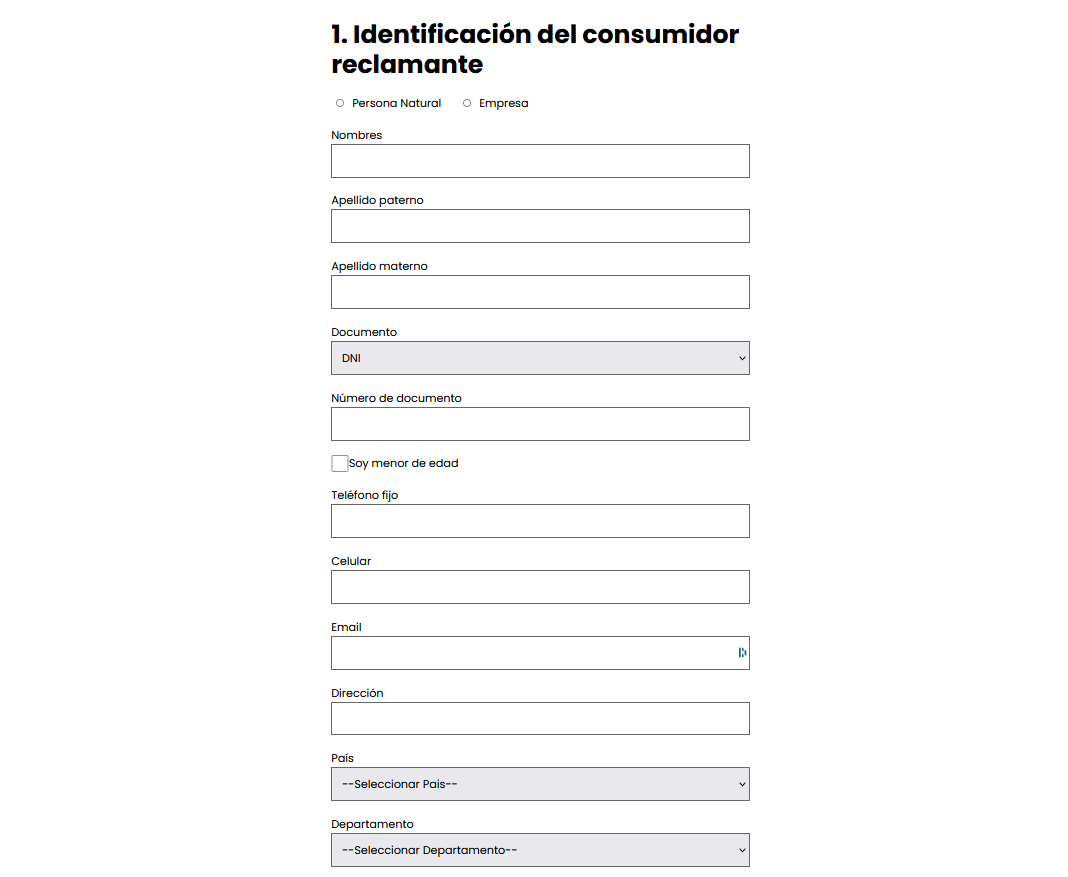 1. Identificación del consumidor
reclamante
Persona Natural Empresa
Nombres
Apellido paterno
Apellido materno
Documento
DNI
Número de documento
Soy menor de edad
Teléfono fijo
Celular
Email
Dirección
País
--Seleccionar Pais--
Departamento
--Seleccionar Departamento--